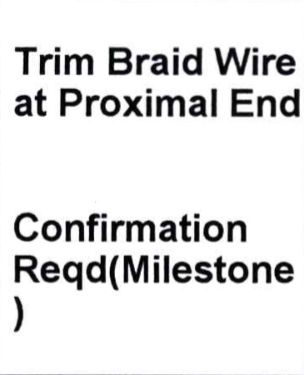 Trim Braid Wire
at Proximal End
Confirmation
Reqd(Milestone
)